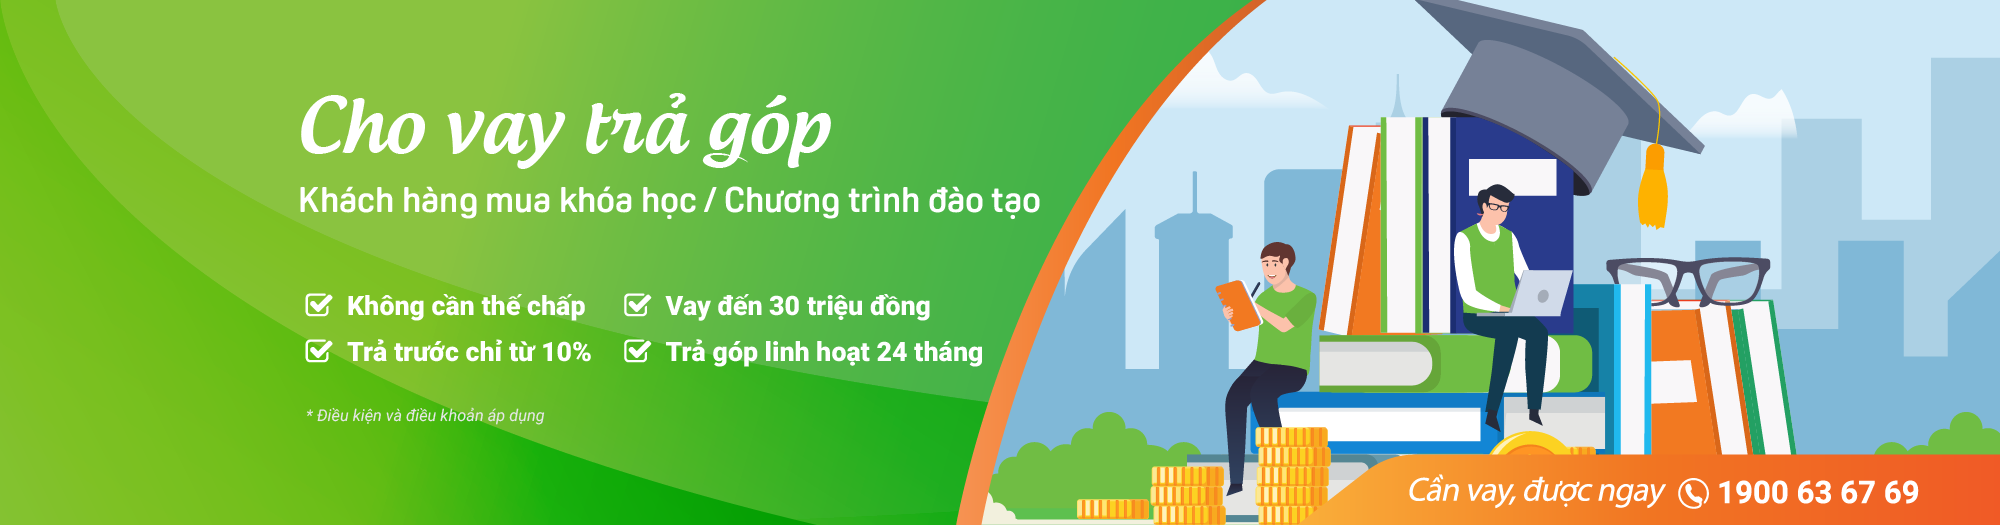 Cho vay trả góp
Khách hàng mua khóa học / Chương trình đào tạo
Không cần thế chấp
Vay đến 30 triệu đồng
Trả trước chỉ từ 10%
Trả góp linh hoạt 24 tháng
* Điều kiện và điều khoản áp dụng
Cần vay, được ngay 1900 63 67 69